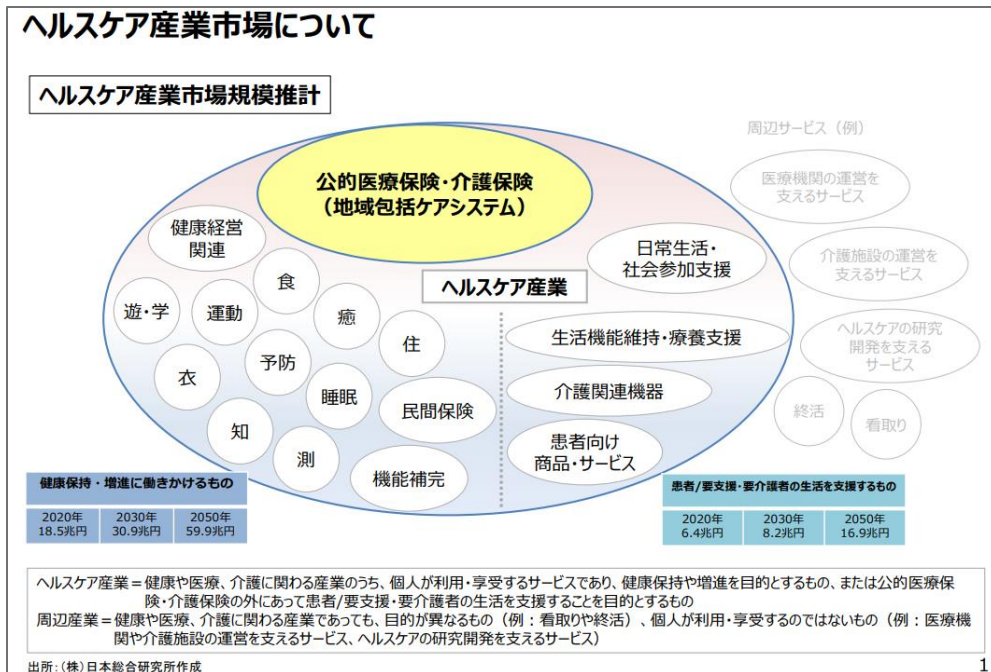 ヘルスケア産業市場について
ヘルスケア産業市場規模推計
公的医療保険・介護保険
（地域包括ケアシステム）
健康経営
関連
食
遊・学
運動
癒
住
衣
予防
睡眠
民間保険
知
測
機能補完
ヘルスケア産業
日常生活・
社会参加支援
生活機能維持・療養支援
介護関連機器
患者向け
商品・サービス
周辺サービス（例）
医療機関の運営を
支えるサービス
介護施設の運営を
支えるサービス
ヘルスケアの研究
開発を支える
サービス
終活
看取り
健康保持・増進に働きかけるもの
2020年 2030年 2050年
18.5兆円 30.9兆円 59.9兆円
患者/要支援・要介護者の生活を支援するもの
2020年 2030年 2050年
6.4兆円 8.2兆円 16.9兆円
ヘルスケア産業＝健康や医療、介護に関わる産業のうち、個人が利用・享受するサービスであり、健康保持や増進を目的とするもの、または公的医療保
険・介護保険の外にあって患者/要支援・要介護者の生活を支援することを目的とするもの
周辺産業＝健康や医療、介護に関わる産業であっても、目的が異なるもの（例：看取りや終活）、個人が利用・享受するのではないもの（例：医療機
関や介護施設の運営を支えるサービス、ヘルスケアの研究開発を支えるサービス）
出所：（株）日本総合研究所作成
1